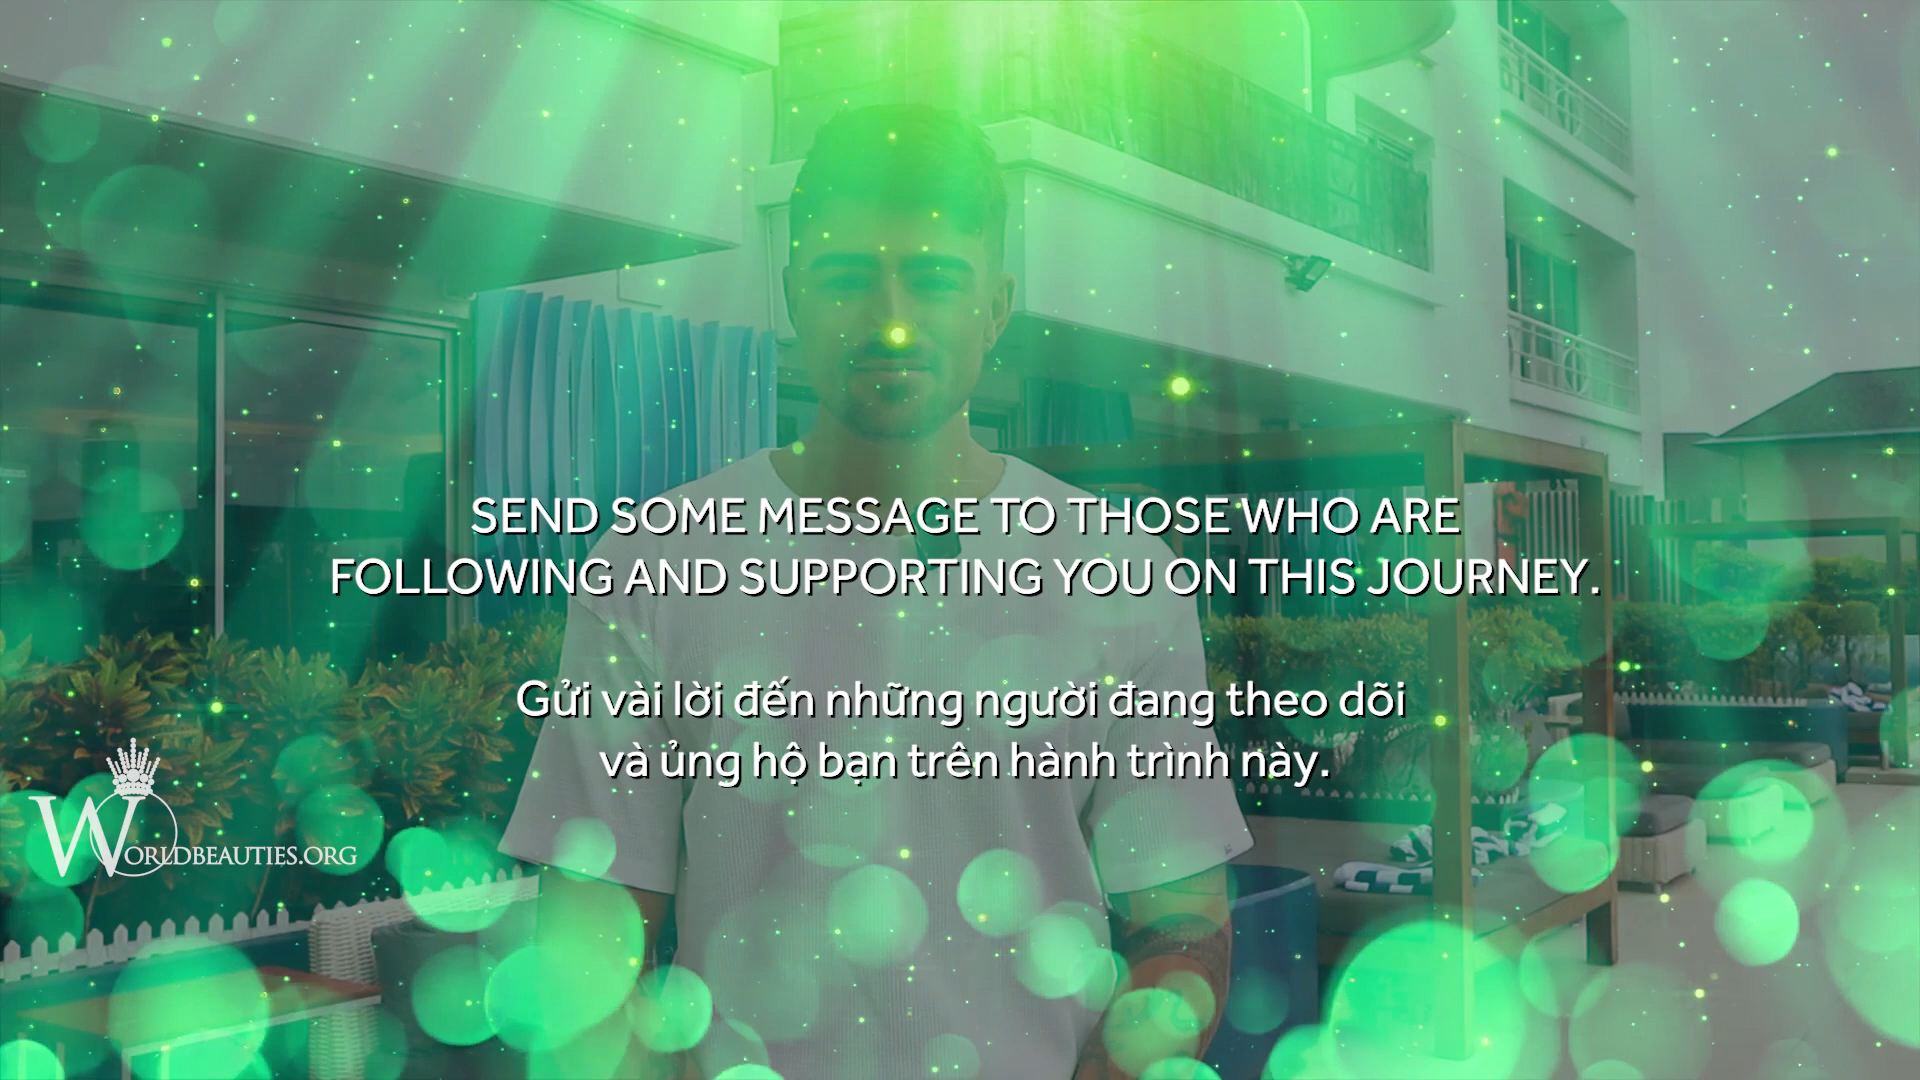 SEND SOME MESSAGE TO THOSE WHO ARE
FOLLOWING AND SUPPORTING YOU ON THIS JOURNEY.
Gửi vài lời đến những người đang theo dõi
và ủng hộ bạn trên hành trình này.
WORLDBEAUTIES.ORG